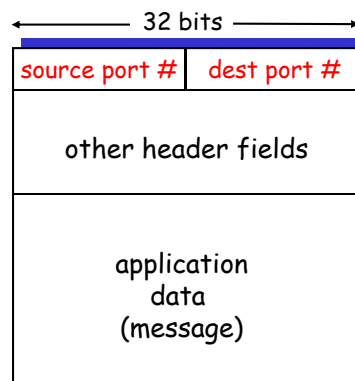 32 bits
source port # dest port #
other header fields
application
data
(message)